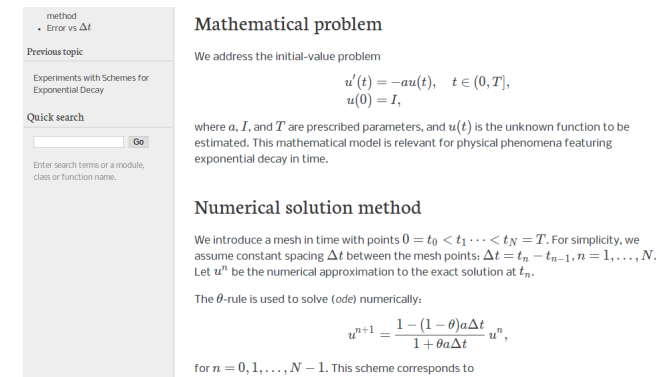 method
• Error vs Δt
Previous topic
Experiments with Schemes for
Exponential Decay
Quick search
Go
Enter search terms or a module,
class or function name.
Mathematical problem
We address the initial-value problem
u′(t) = −au(t),  t ∈ (0, T],
u(0) = I,
where a, I, and T are prescribed parameters, and u(t) is the unknown function to be
estimated. This mathematical model is relevant for physical phenomena featuring
exponential decay in time.
Numerical solution method
We introduce a mesh in time with points 0 = t₀ < t₁ ⋯ < t_N = T. For simplicity, we
assume constant spacing Δt between the mesh points: Δt = tₙ − tₙ₋₁, n = 1, … , N.
Let uⁿ be the numerical approximation to the exact solution at tₙ.
The θ-rule is used to solve (ode) numerically:
uⁿ⁺¹ = (1 − (1 − θ)aΔt) / (1 + θaΔt) uⁿ,
for n = 0, 1, … , N − 1. This scheme corresponds to